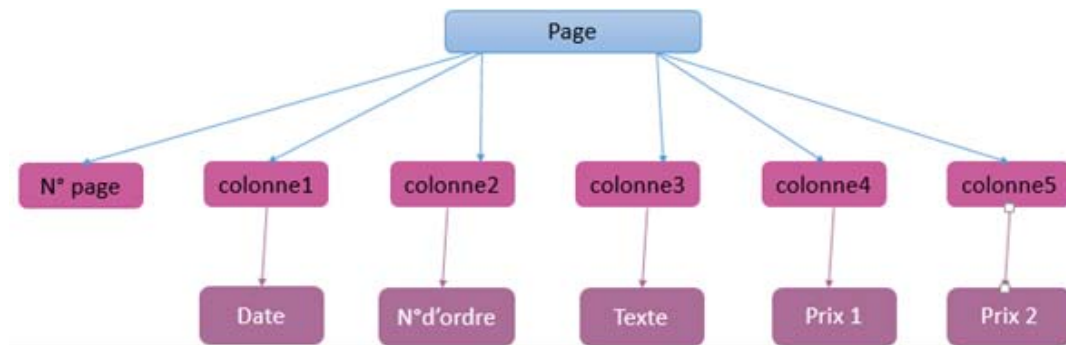 Page
N° page
colonne1
colonne2
colonne3
colonne4
colonne5
Date
N°d’ordre
Texte
Prix 1
Prix 2